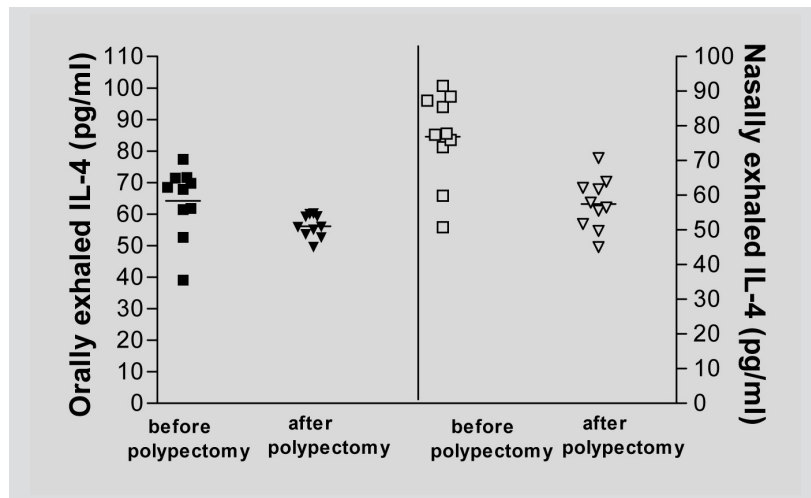 Orally exhaled IL-4 (pg/ml)
110
100
90
80
70
60
50
40
30
20
10
0
before
polypectomy
after
polypectomy
before
polypectomy
after
polypectomy
100
90
80
70
60
50
40
30
20
10
0
Nasally exhaled IL-4 (pg/ml)